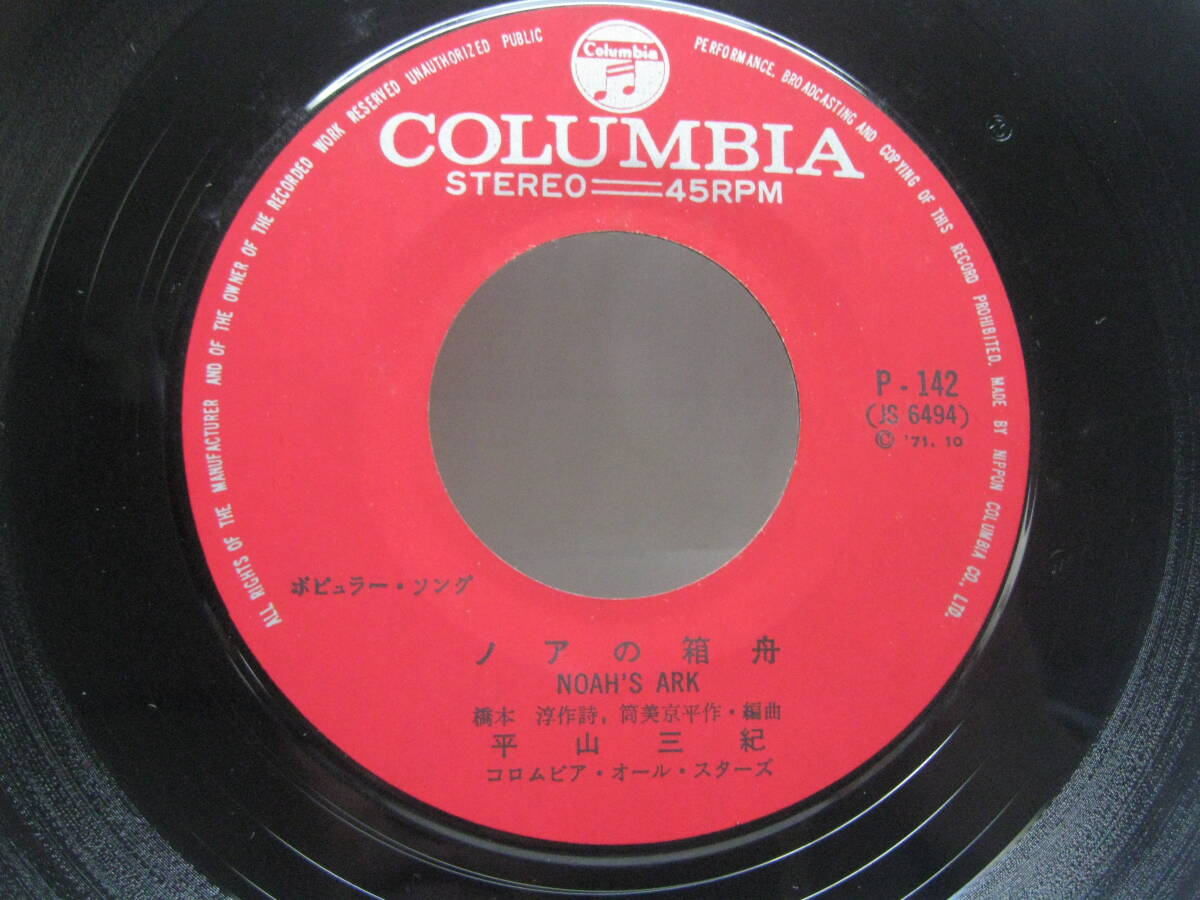 Columbia
COLUMBIA
STEREO 45RPM
ALL RIGHTS OF THE MANUFACTURER AND OF THE OWNER OF THE RECORDED WORK RESERVED UNAUTHORIZED PUBLIC PERFORMANCE, BROADCASTING AND COPYING OF THIS RECORD PROHIBITED. MADE BY NIPPON COLUMBIA CO., LTD.
P-142
(JS 6494)
© '71. 10
ポピュラー・ソング
ノアの箱舟
NOAH'S ARK
橋本 淳作詩, 筒美京平作・編曲
平山三紀
コロムビア・オール・スターズ